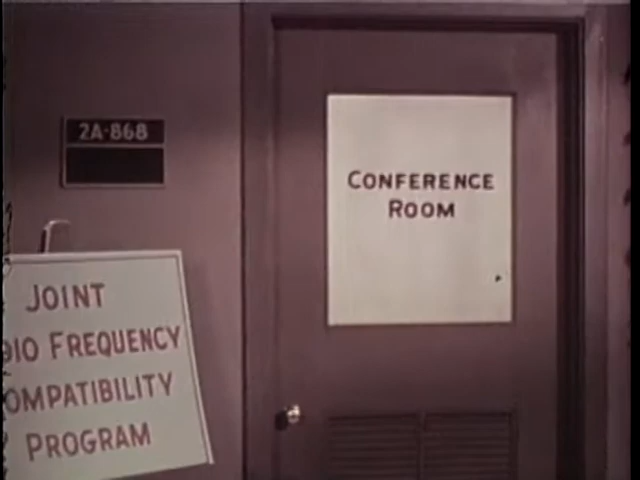 2A-868
CONFERENCE
ROOM
JOINT
DIO FREQUENCY
OMPATIBILITY
PROGRAM